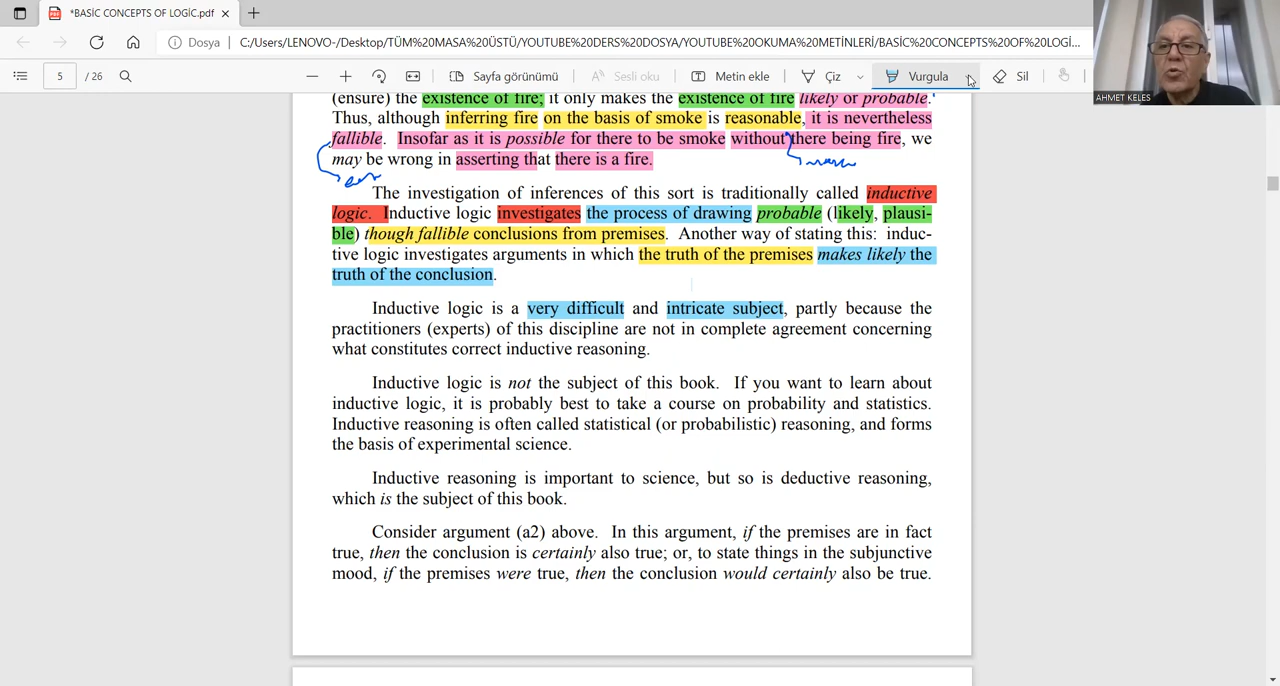 *BASİC CONCEPTS OF LOGİC.pdf
Dosya
C:/Users/LENOVO-/Desktop/TÜM%20MASA%20ÜSTÜ/YOUTUBE%20DERS%20DOSYA/YOUTUBE%20OKUMA%20METİNLERİ/BASİC%20CONCEPTS%20OF%20LOGİ...
5 / 26
Sayfa görünümü
Sesli oku
Metin ekle
Çiz
Vurgula
Sil
AHMET KELES
(ensure) the existence of fire; it only makes the existence of fire likely or probable.
Thus, although inferring fire on the basis of smoke is reasonable, it is nevertheless
fallible. Insofar as it is possible for there to be smoke without there being fire, we
may be wrong in asserting that there is a fire.
The investigation of inferences of this sort is traditionally called inductive
logic. Inductive logic investigates the process of drawing probable (likely, plausi-
ble) though fallible conclusions from premises. Another way of stating this: induc-
tive logic investigates arguments in which the truth of the premises makes likely the
truth of the conclusion.
Inductive logic is a very difficult and intricate subject, partly because the
practitioners (experts) of this discipline are not in complete agreement concerning
what constitutes correct inductive reasoning.
Inductive logic is not the subject of this book. If you want to learn about
inductive logic, it is probably best to take a course on probability and statistics.
Inductive reasoning is often called statistical (or probabilistic) reasoning, and forms
the basis of experimental science.
Inductive reasoning is important to science, but so is deductive reasoning,
which is the subject of this book.
Consider argument (a2) above. In this argument, if the premises are in fact
true, then the conclusion is certainly also true; or, to state things in the subjunctive
mood, if the premises were true, then the conclusion would certainly also be true.